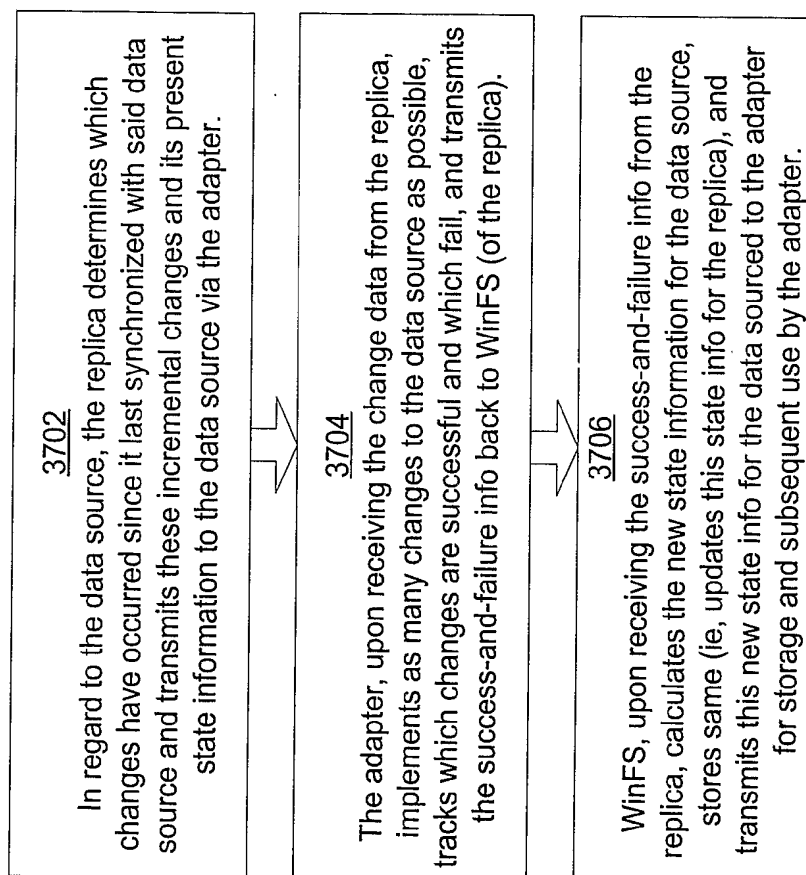 3702
In regard to the data source, the replica determines which
changes have occurred since it last synchronized with said data
source and transmits these incremental changes and its present
state information to the data source via the adapter.
3704
The adapter, upon receiving the change data from the replica,
implements as many changes to the data source as possible,
tracks which changes are successful and which fail, and transmits
the success-and-failure info back to WinFS (of the replica).
3706
WinFS, upon receiving the success-and-failure info from the
replica, calculates the new state information for the data source,
stores same (ie, updates this state info for the replica), and
transmits this new state info for the data sourced to the adapter
for storage and subsequent use by the adapter.